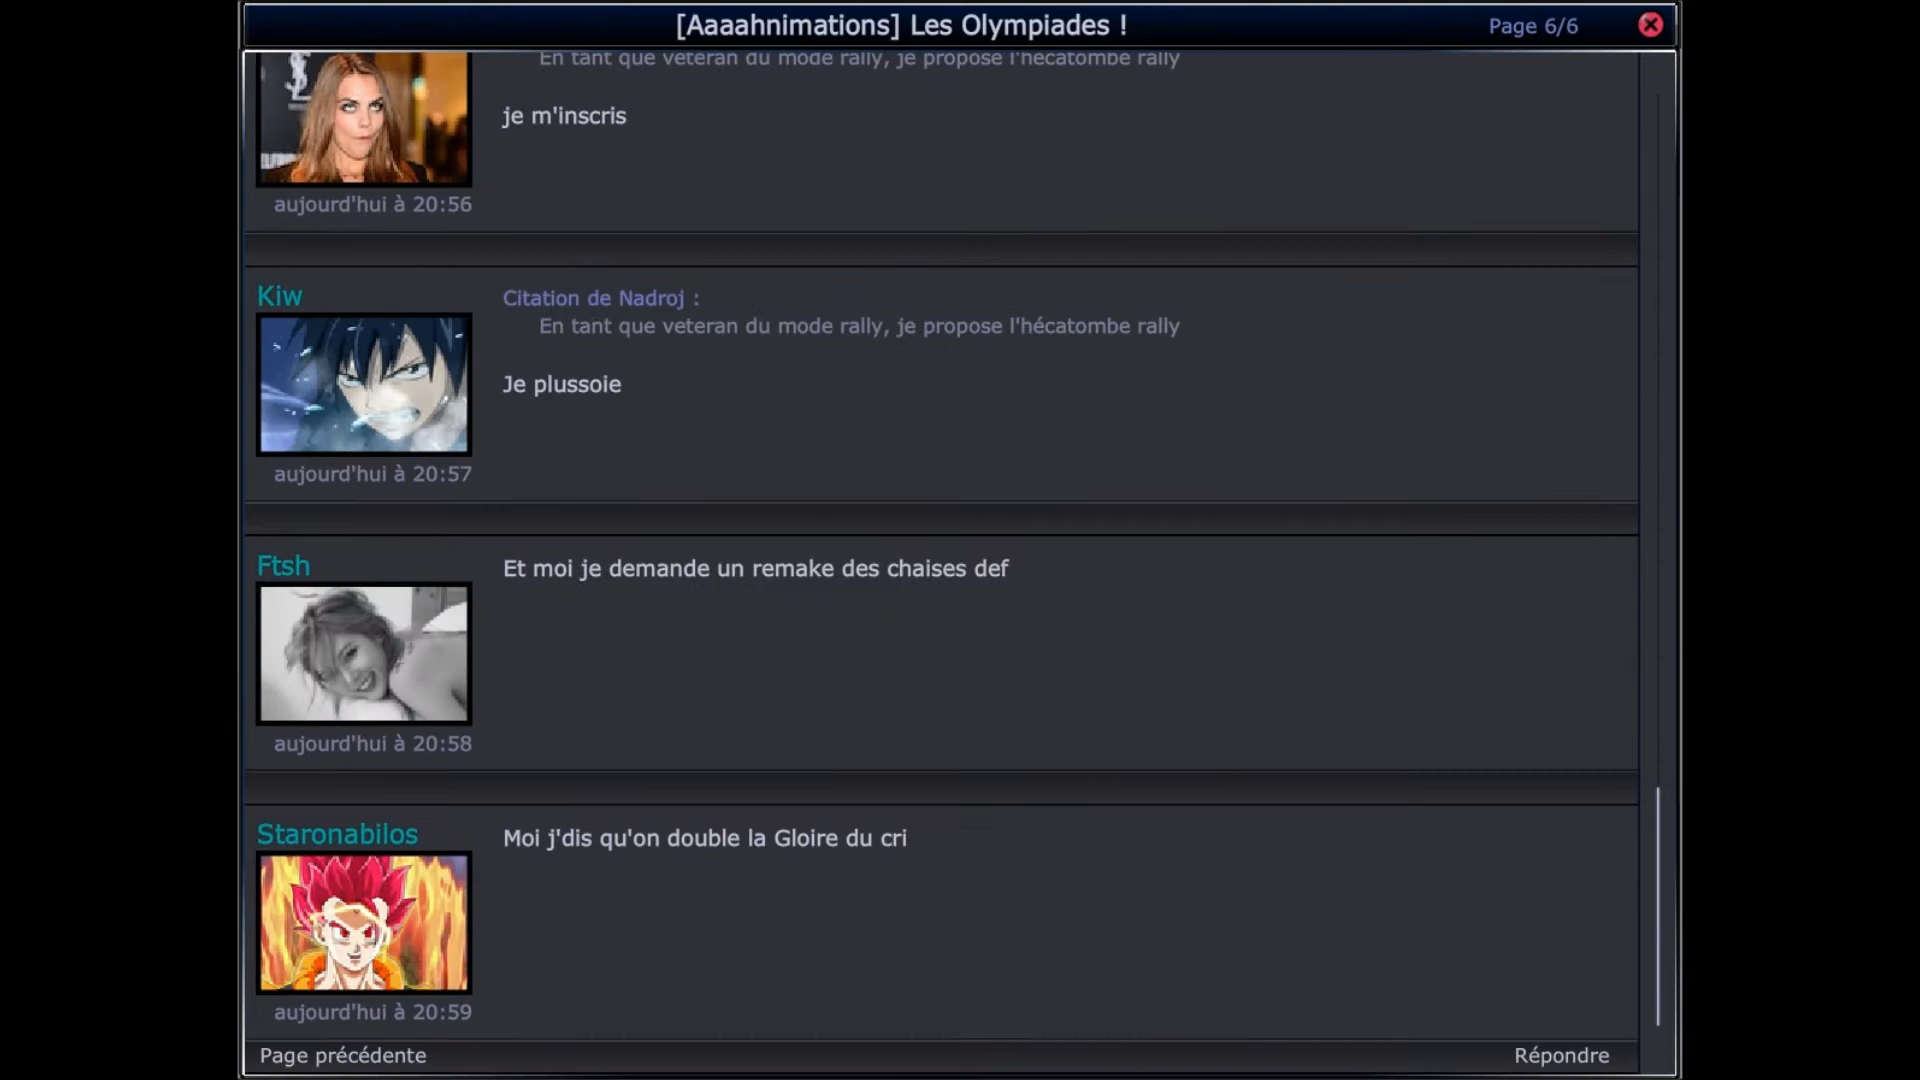 [Aaaahnimations] Les Olympiades !
Page 6/6
En tant que veteran du mode rally, je propose l'hécatombe rally
je m'inscris
aujourd'hui à 20:56
Kiw
Citation de Nadroj :
En tant que veteran du mode rally, je propose l'hécatombe rally
Je plussoie
aujourd'hui à 20:57
Ftsh
Et moi je demande un remake des chaises def
aujourd'hui à 20:58
Staronabilos
Moi j'dis qu'on double la Gloire du cri
aujourd'hui à 20:59
Page précédente
Répondre